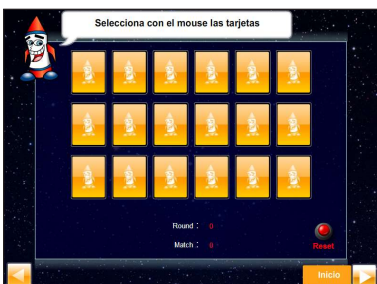 Selecciona con el mouse las tarjetas
Round : 0
Match : 0
Reset
Inicio